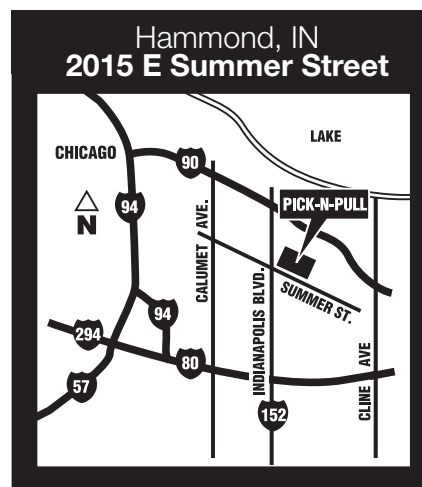 Hammond, IN
2015 E Summer Street
LAKE
CHICAGO
90
PICK-N-PULL
94
N
CALUMET AVE.
INDIANAPOLIS BLVD.
SUMMER ST.
94
294
80
57
CLINE AVE
152